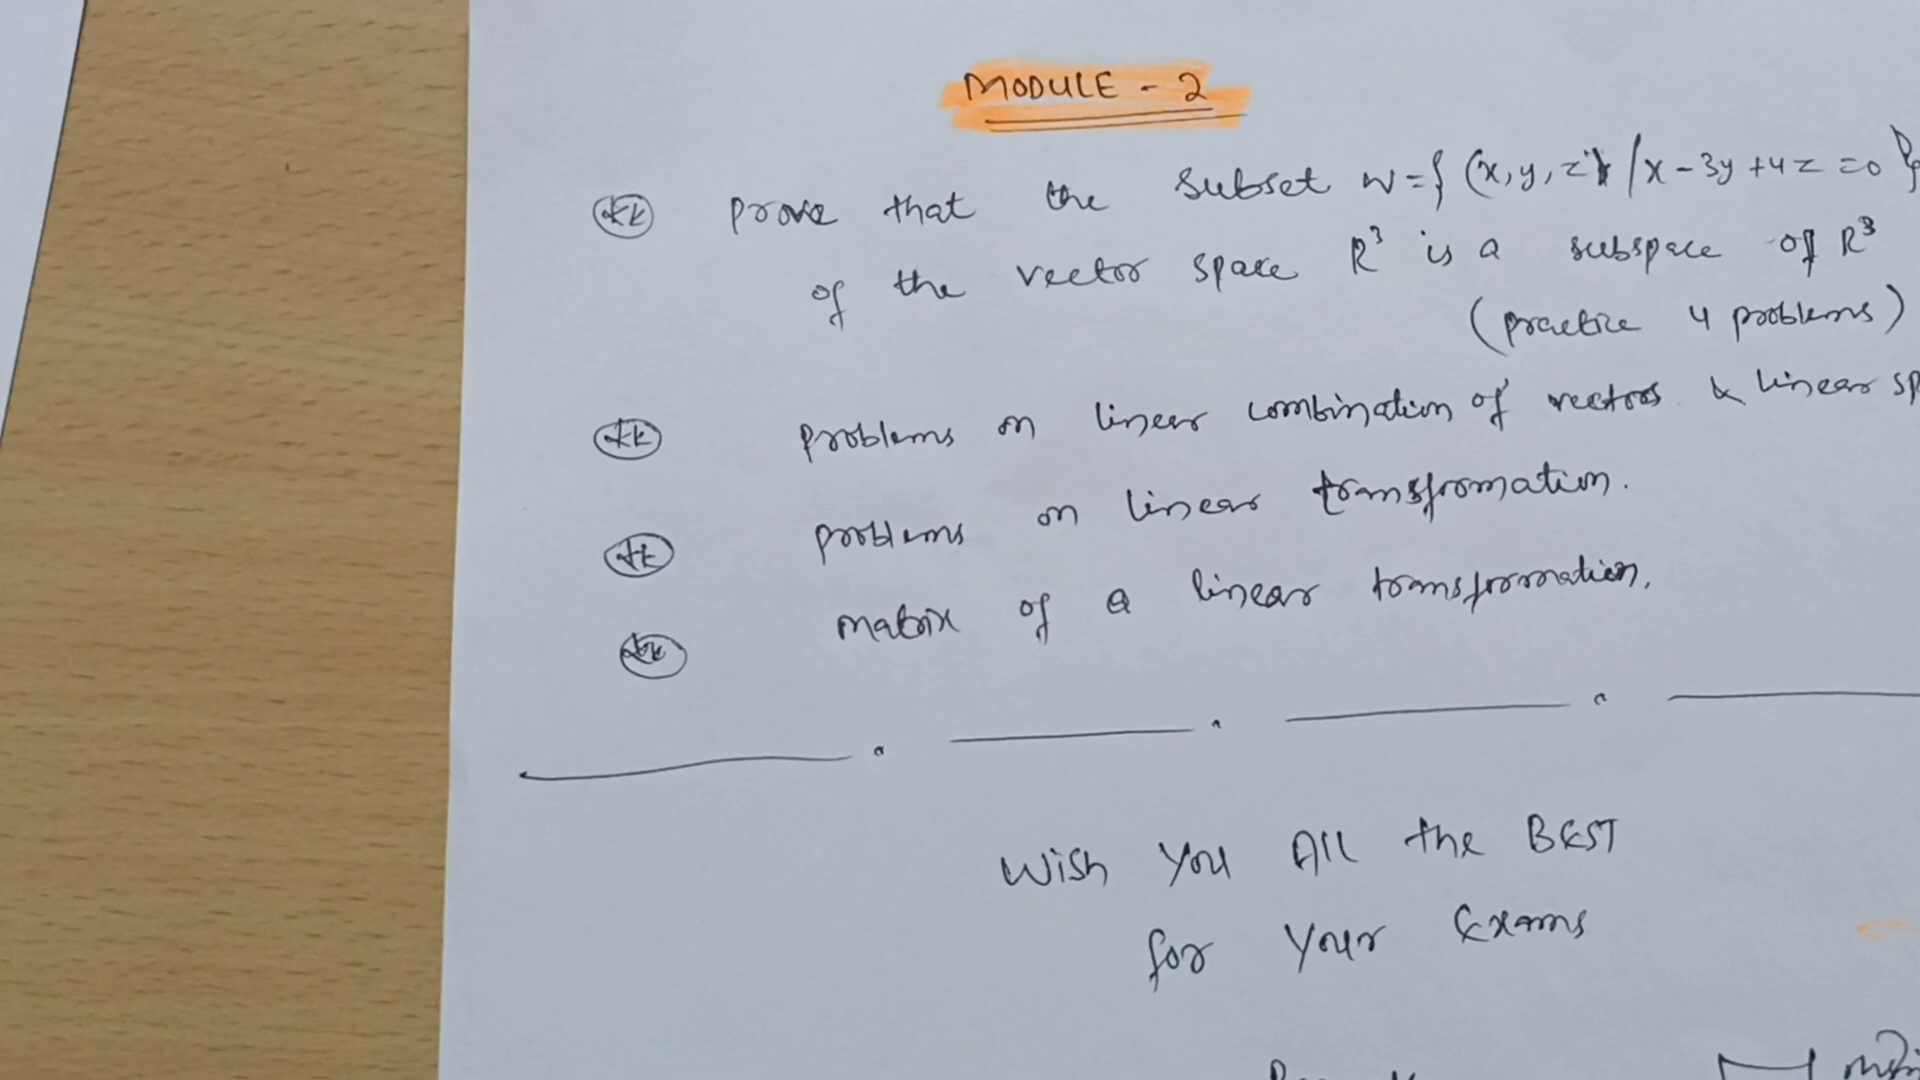 MODULE - 2
** Prove that the subset W = { (x, y, z) / x - 3y + 4z = 0 }
of the vector space R³ is a subspace of R³
(practice 4 problems)
** problems on linear combination of vectors & linear sp
** problems on linear transformation.
** matrix of a linear transformation.
Wish You All the BEST
for Your Exams